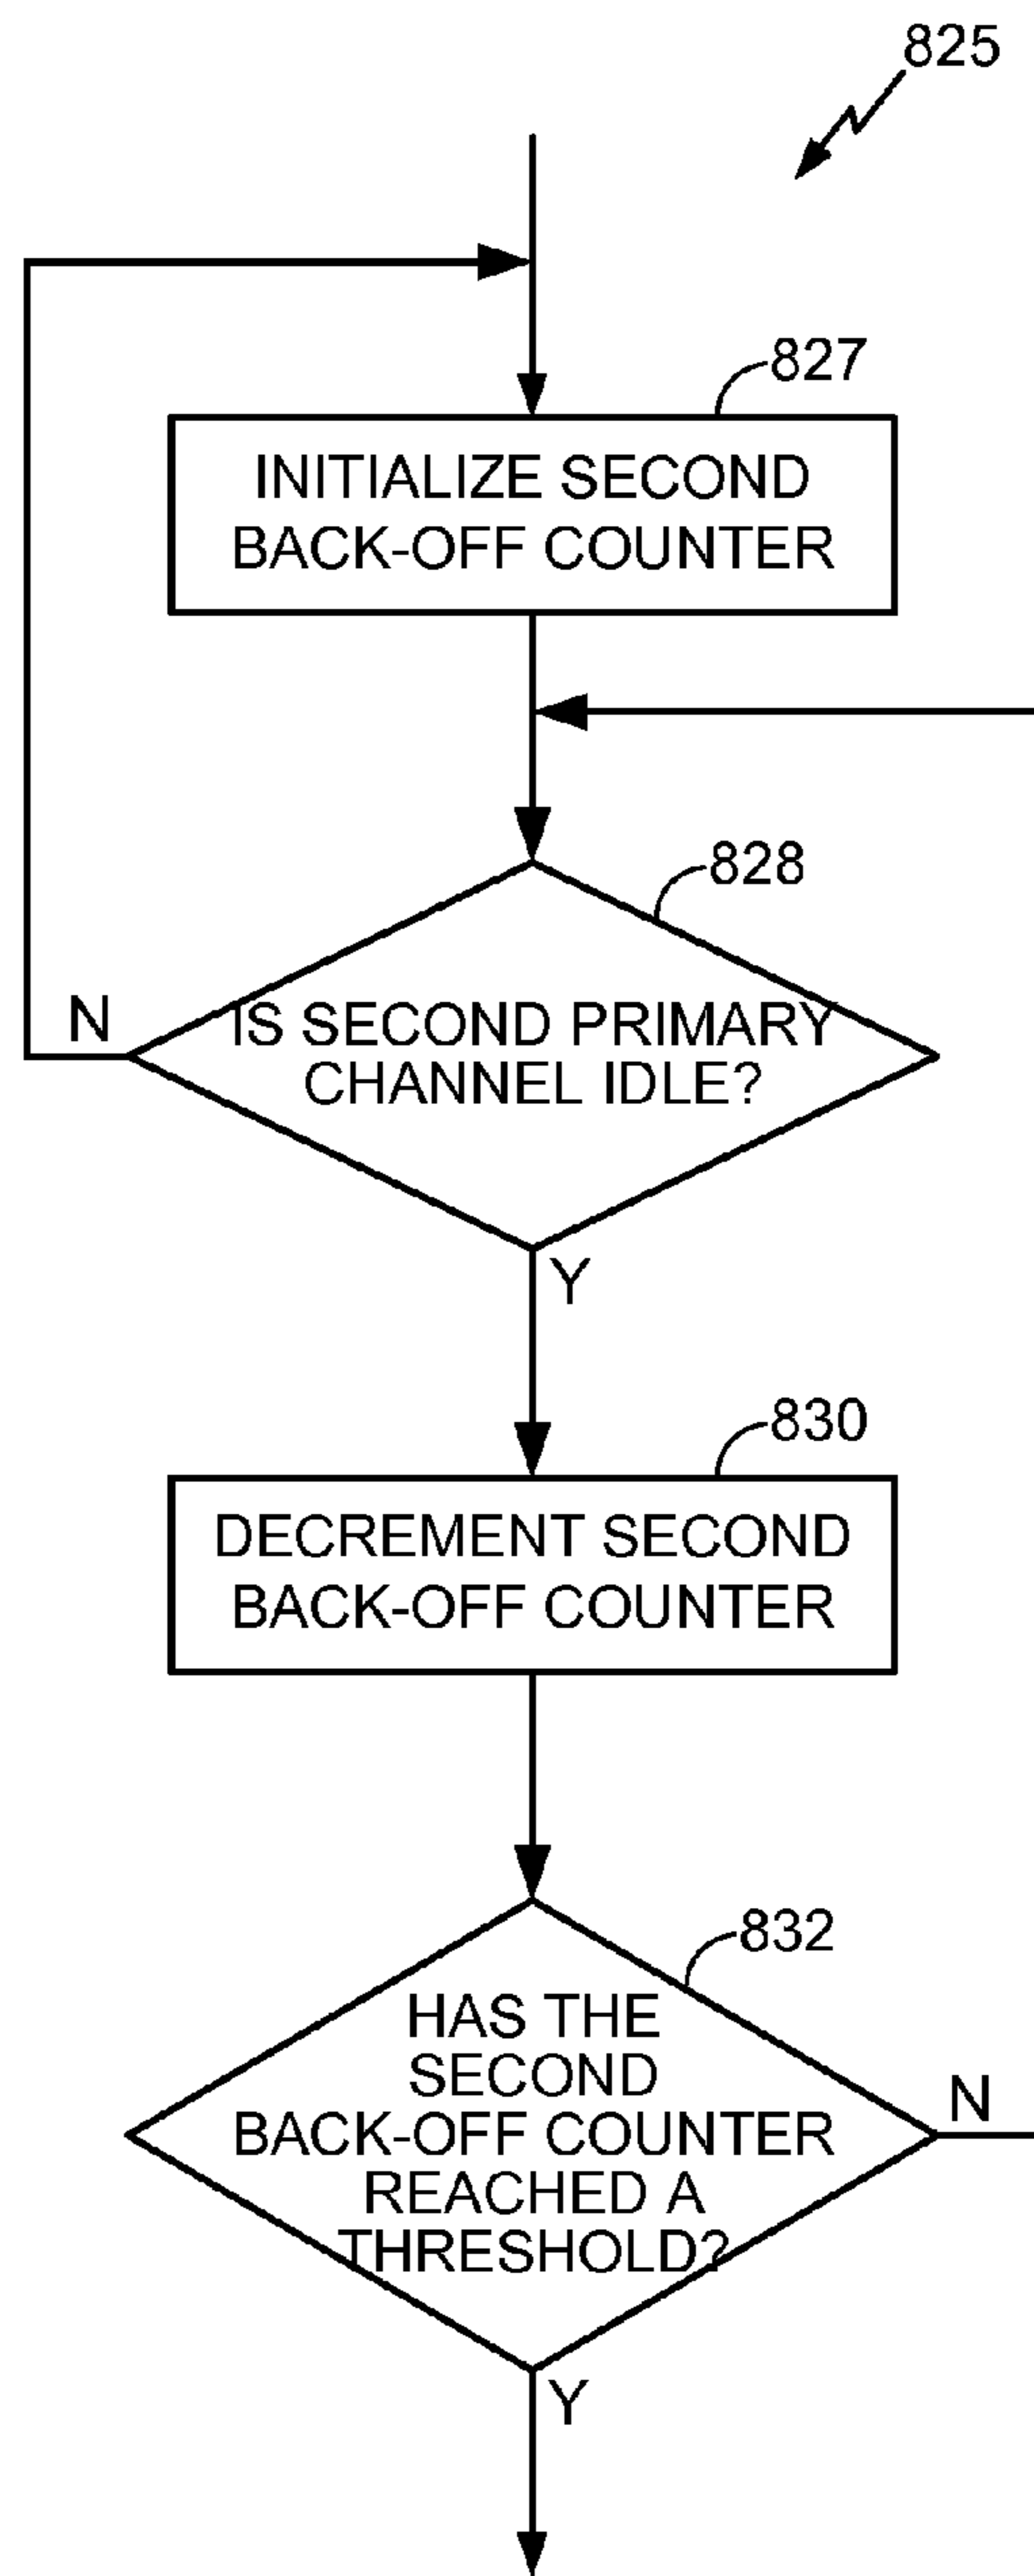 825
827
INITIALIZE SECOND
BACK-OFF COUNTER
828
N
IS SECOND PRIMARY
CHANNEL IDLE?
Y
830
DECREMENT SECOND
BACK-OFF COUNTER
832
HAS THE
SECOND
BACK-OFF COUNTER
REACHED A
THRESHOLD?
N
Y